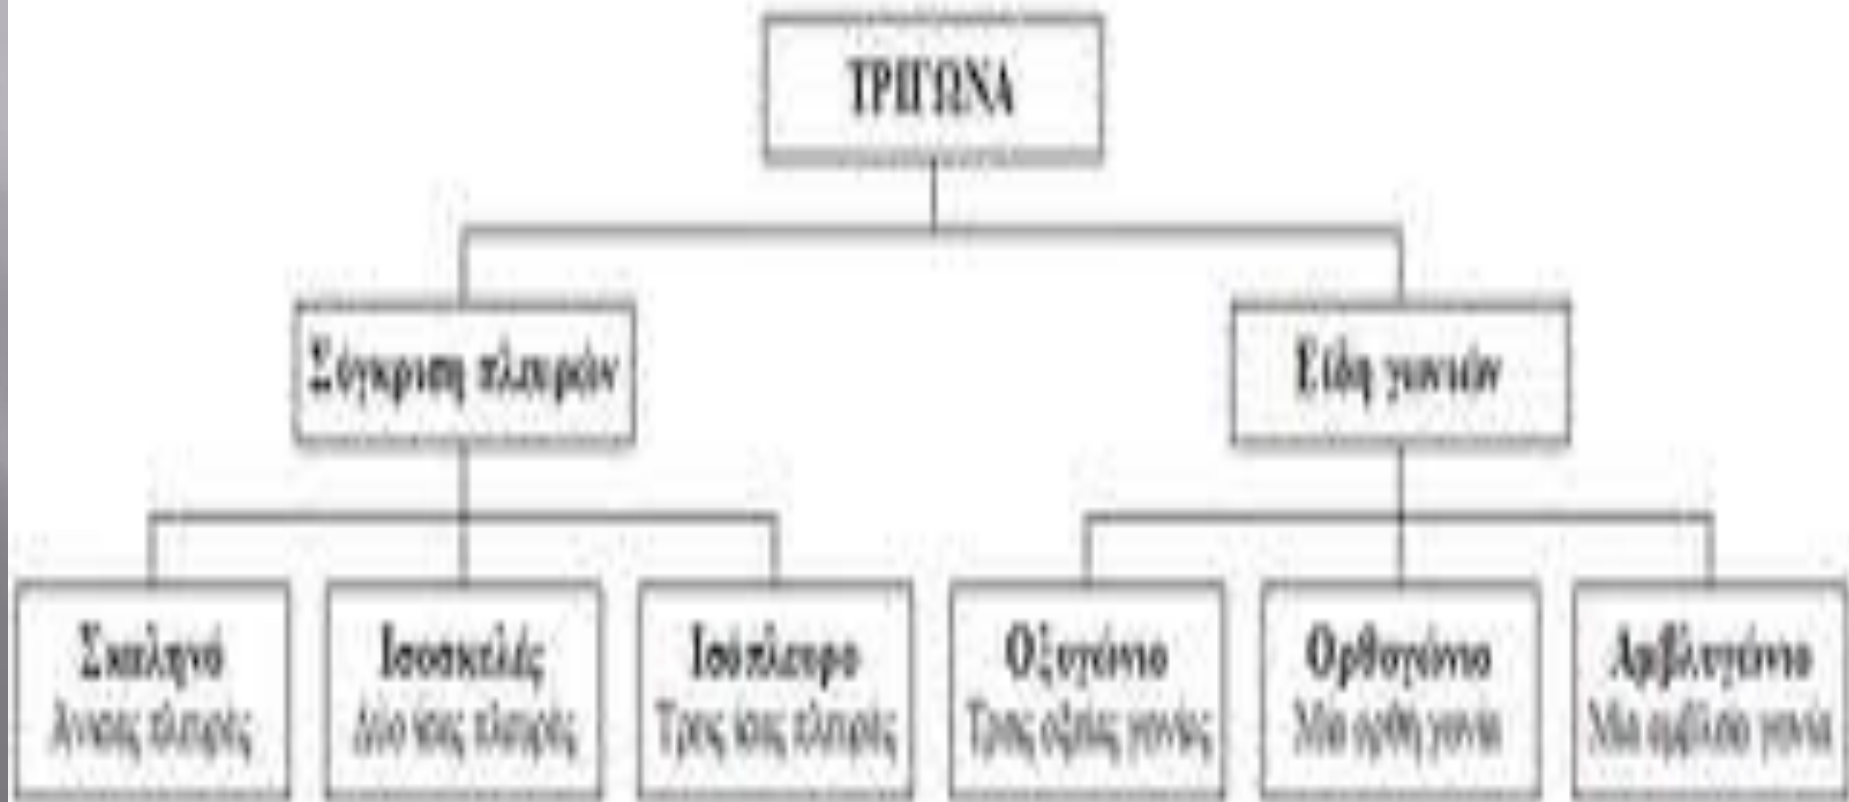 ΤΡΙΓΩΝΑ
Σύγκριση πλευρών
Είδη γωνιών
Σκαληνό
Άνισες πλευρές
Ισοσκελές
Δύο ίσες πλευρές
Ισόπλευρο
Τρεις ίσες πλευρές
Οξυγώνιο
Τρεις οξείες γωνίες
Ορθογώνιο
Μία ορθή γωνία
Αμβλυγώνιο
Μία αμβλεία γωνία